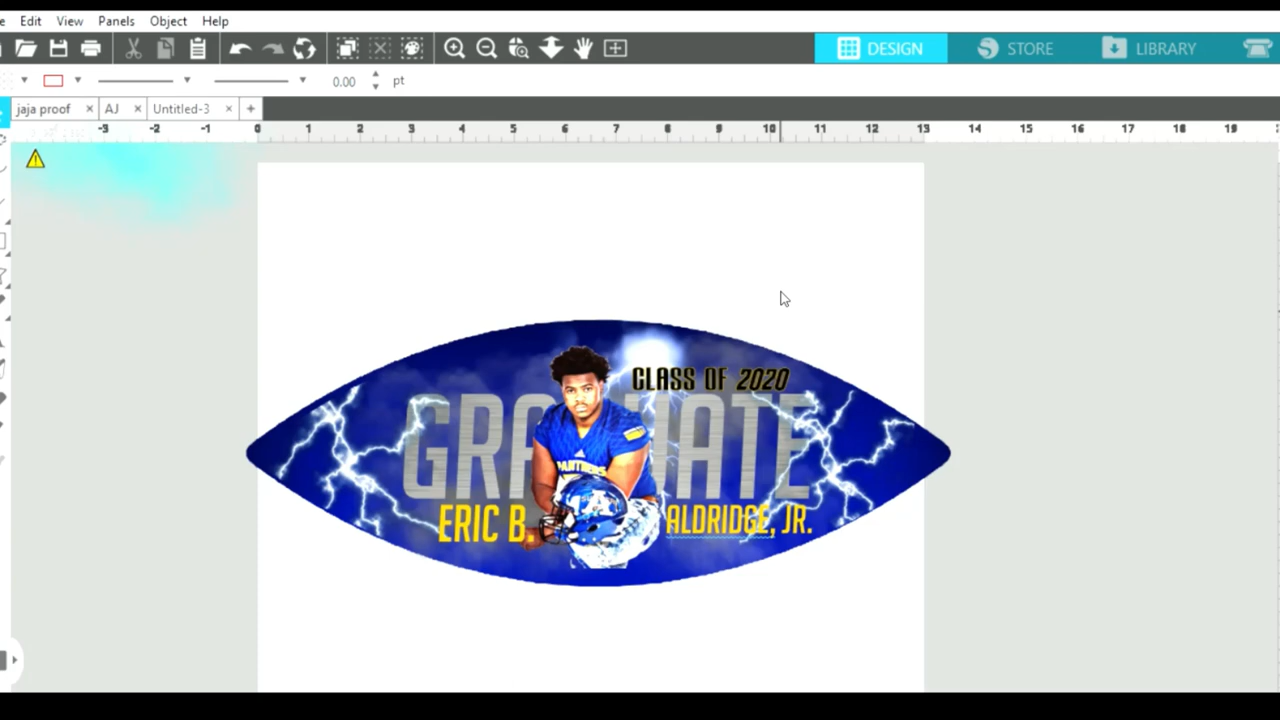 Edit View Panels Object Help
DESIGN STORE LIBRARY
0.00 pt
jaja proof AJ Untitled-3
-3 -2 -1 0 1 2 3 4 5 6 7 8 9 10 11 12 13 14 15 16 17 18 19
CLASS OF 2020
GRA UATE
PANTHERS
ERIC B. ALDRIDGE, JR.